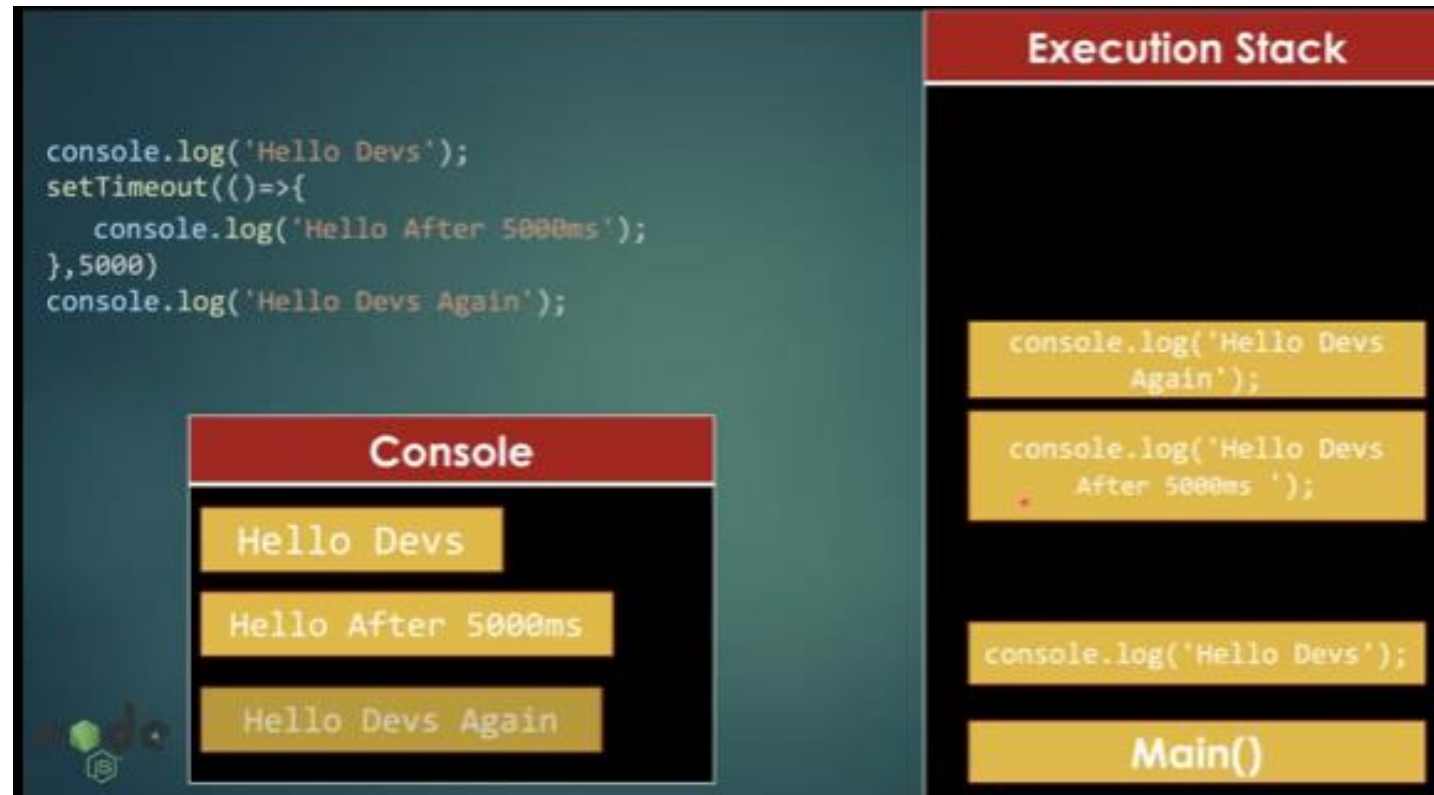 console.log('Hello Devs');
setTimeout(()=>{
console.log('Hello After 5000ms');
},5000)
console.log('Hello Devs Again');
Console
Hello Devs
Hello After 5000ms
Hello Devs Again
node
JS
Execution Stack
console.log('Hello Devs
Again');
console.log('Hello Devs
After 5000ms ');
console.log('Hello Devs');
Main()